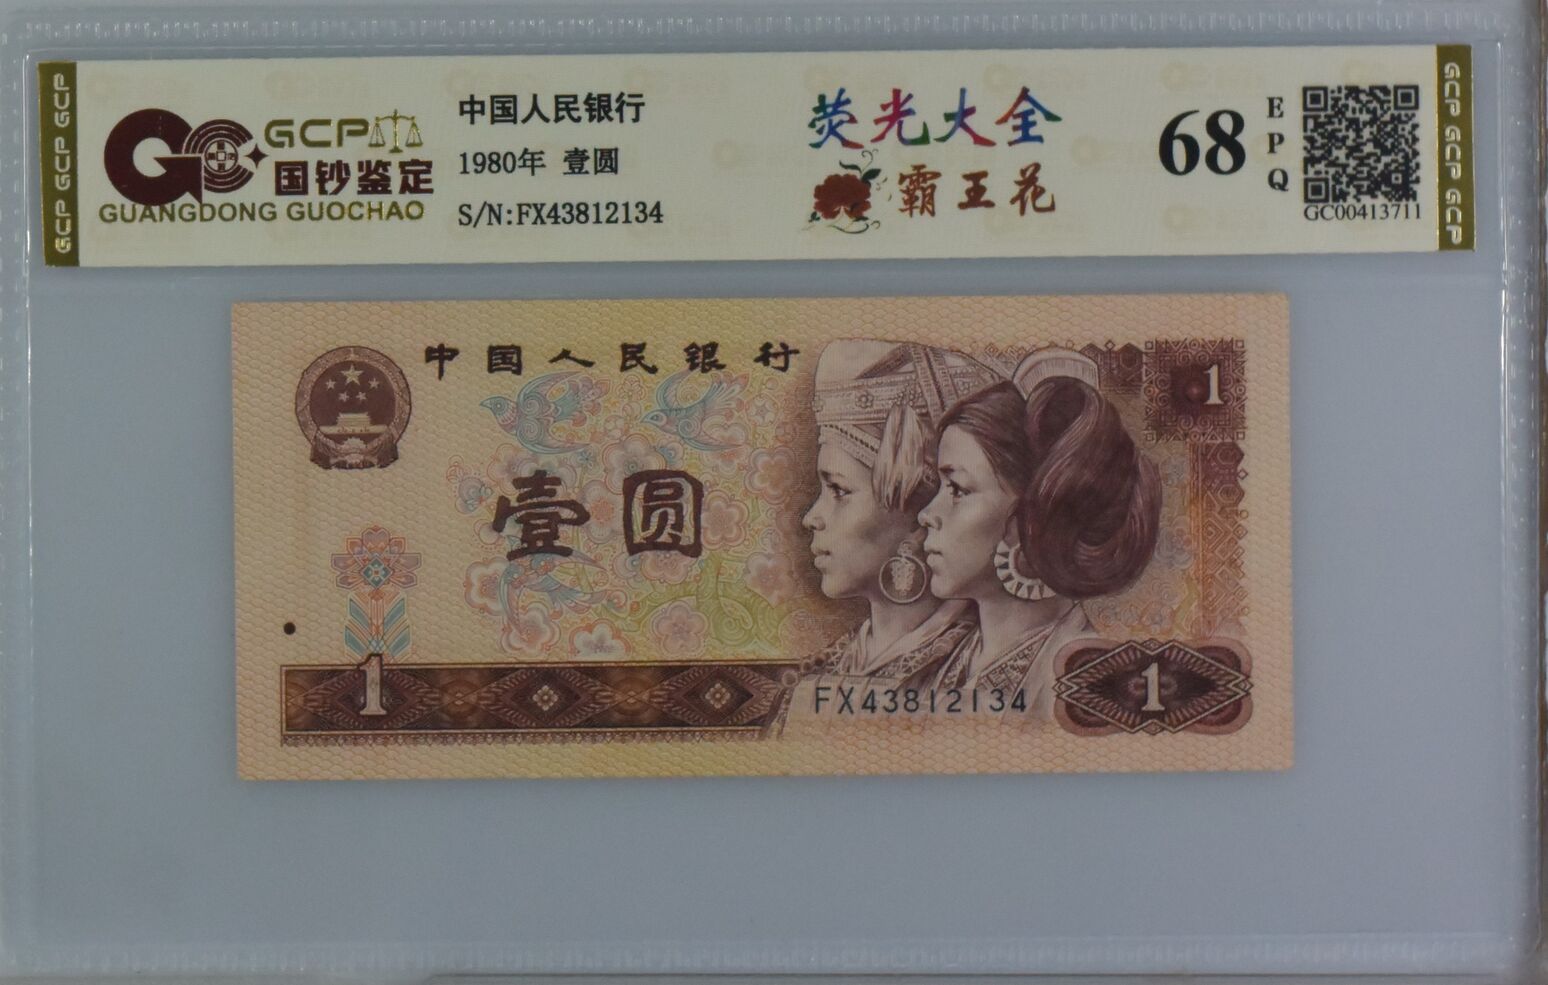 GCP GCP GCP
GCP
国钞鉴定
GUANGDONG GUOCHAO
中国人民银行
1980年 壹圆
S/N:FX43812134
荧光大全
霸王花
68
EPQ
GC00413711
GCP GCP GCP
中国人民银行
1
壹圆
1
FX43812134
1